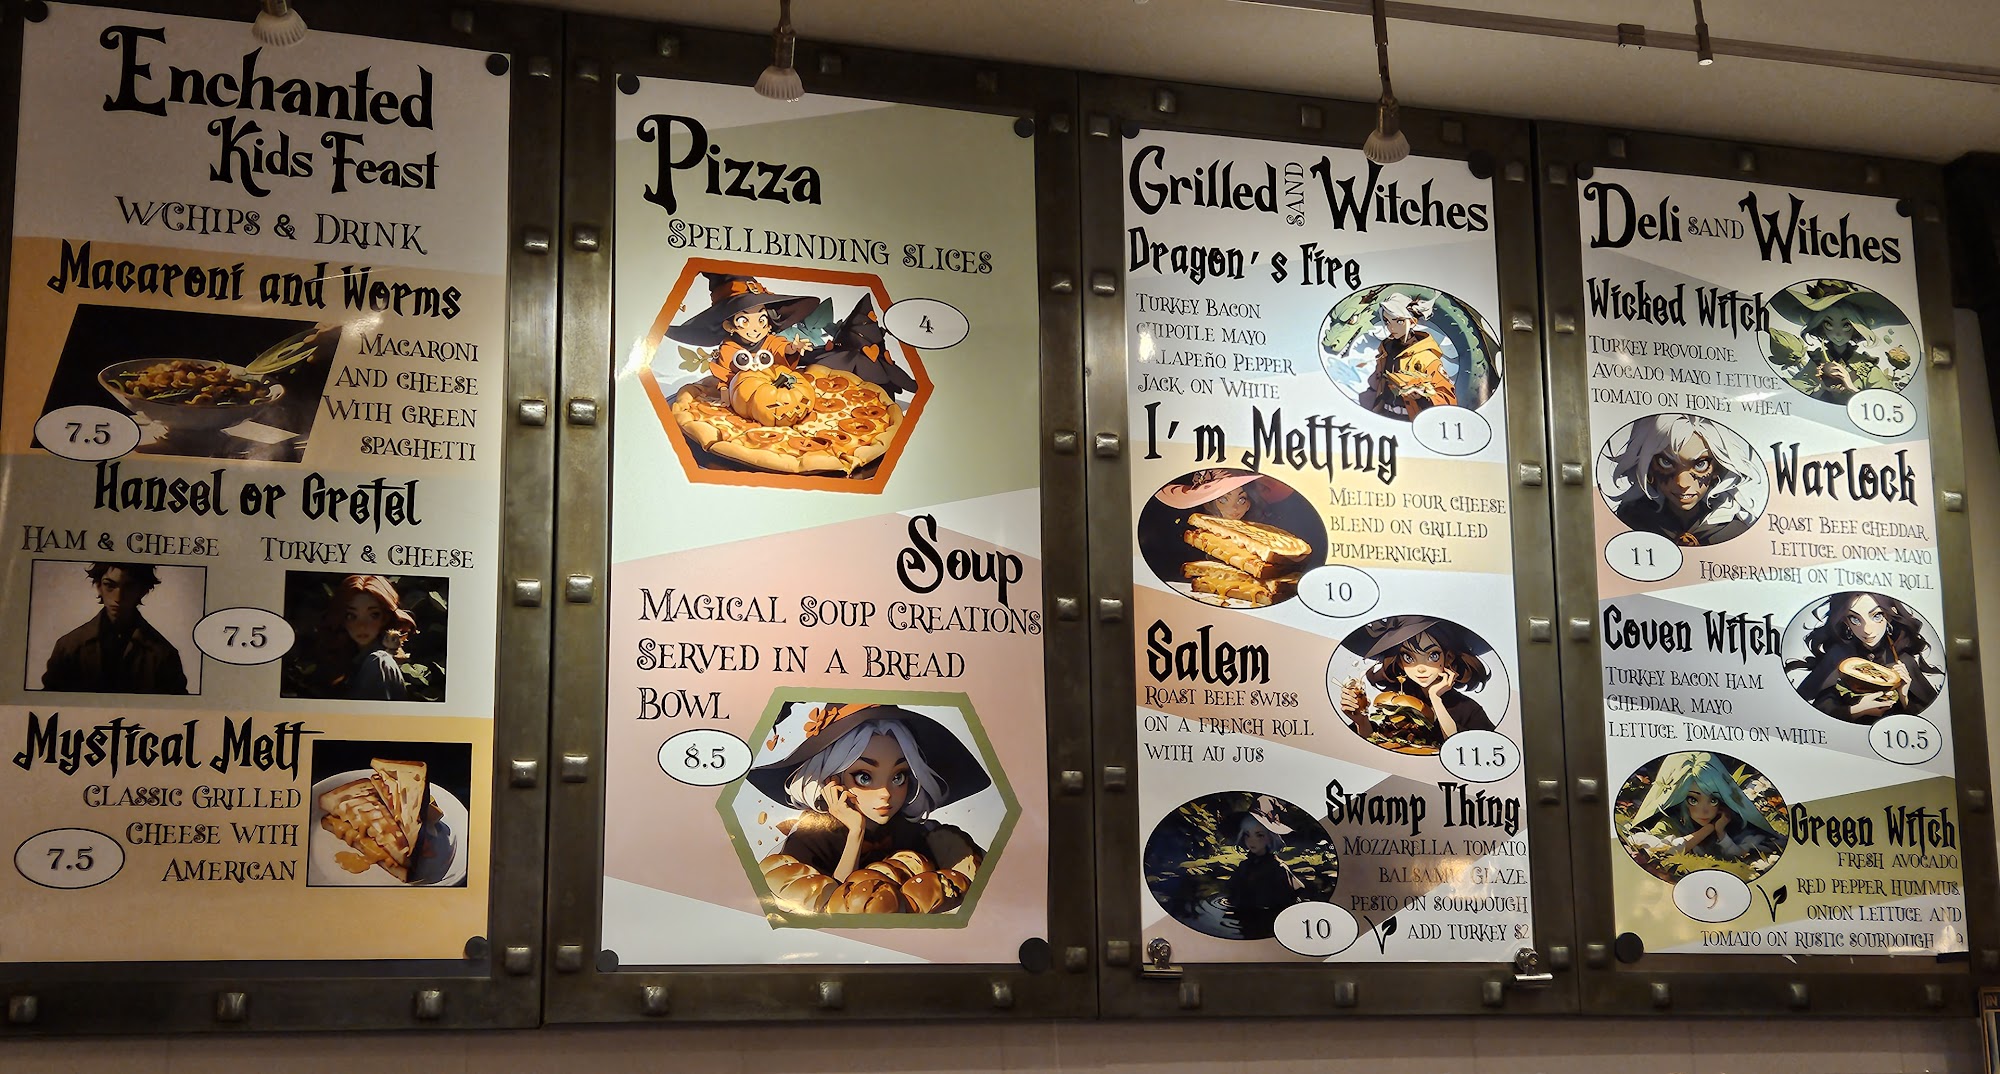 Enchanted
Kids Feast
W/CHIPS & DRINK
Macaroni and Worms
MACARONI
AND CHEESE
WITH GREEN
SPAGHETTI
7.5
Hansel or Gretel
HAM & CHEESE
TURKEY & CHEESE
7.5
Mystical Melt
CLASSIC GRILLED
CHEESE WITH
AMERICAN
7.5
Pizza
SPELLBINDING SLICES
4
Soup
MAGICAL SOUP CREATIONS
SERVED IN A BREAD
BOWL
8.5
Grilled SAND Witches
Dragon's Fire
TURKEY BACON
CHIPOTLE MAYO
JALAPEÑO PEPPER
JACK ON WHITE
11
I'm Melting
MELTED FOUR CHEESE
BLEND ON GRILLED
PUMPERNICKEL
10
Salem
ROAST BEEF, SWISS
ON A FRENCH ROLL
WITH AU JUS
11.5
Swamp Thing
MOZZARELLA, TOMATO,
BALSAMIC GLAZE,
PESTO ON SOURDOUGH
10
ADD TURKEY $2
Deli SAND Witches
Wicked Witch
TURKEY, PROVOLONE,
AVOCADO, MAYO, LETTUCE,
TOMATO ON HONEY WHEAT
10.5
Warlock
ROAST BEEF, CHEDDAR,
LETTUCE, ONION, MAYO,
HORSERADISH ON TUSCAN ROLL
11
Coven Witch
TURKEY BACON HAM
CHEDDAR, MAYO,
LETTUCE, TOMATO ON WHITE
10.5
Green Witch
FRESH AVOCADO,
RED PEPPER HUMMUS,
ONION LETTUCE AND
TOMATO ON RUSTIC SOURDOUGH
9